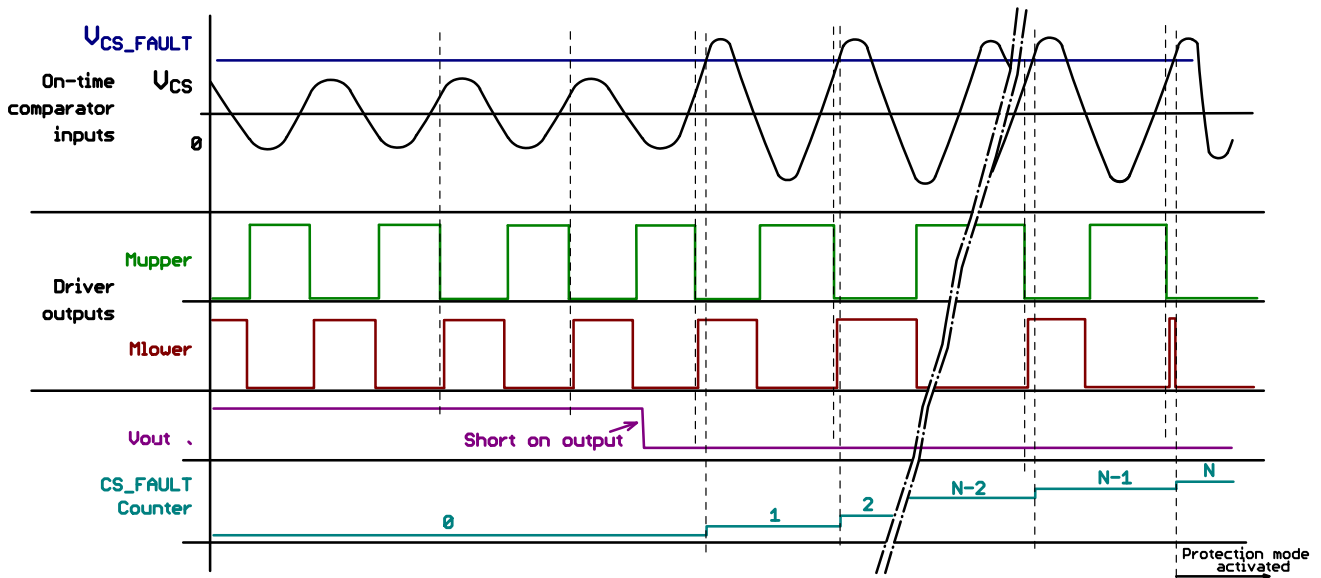 VCS_FAULT
On-time
comparator
inputs
VCS
0
Mupper
Driver
outputs
Mlower
Vout .
Short on output
CS_FAULT
Counter
0
1
2
N-2
N-1
N
Protection mode
activated